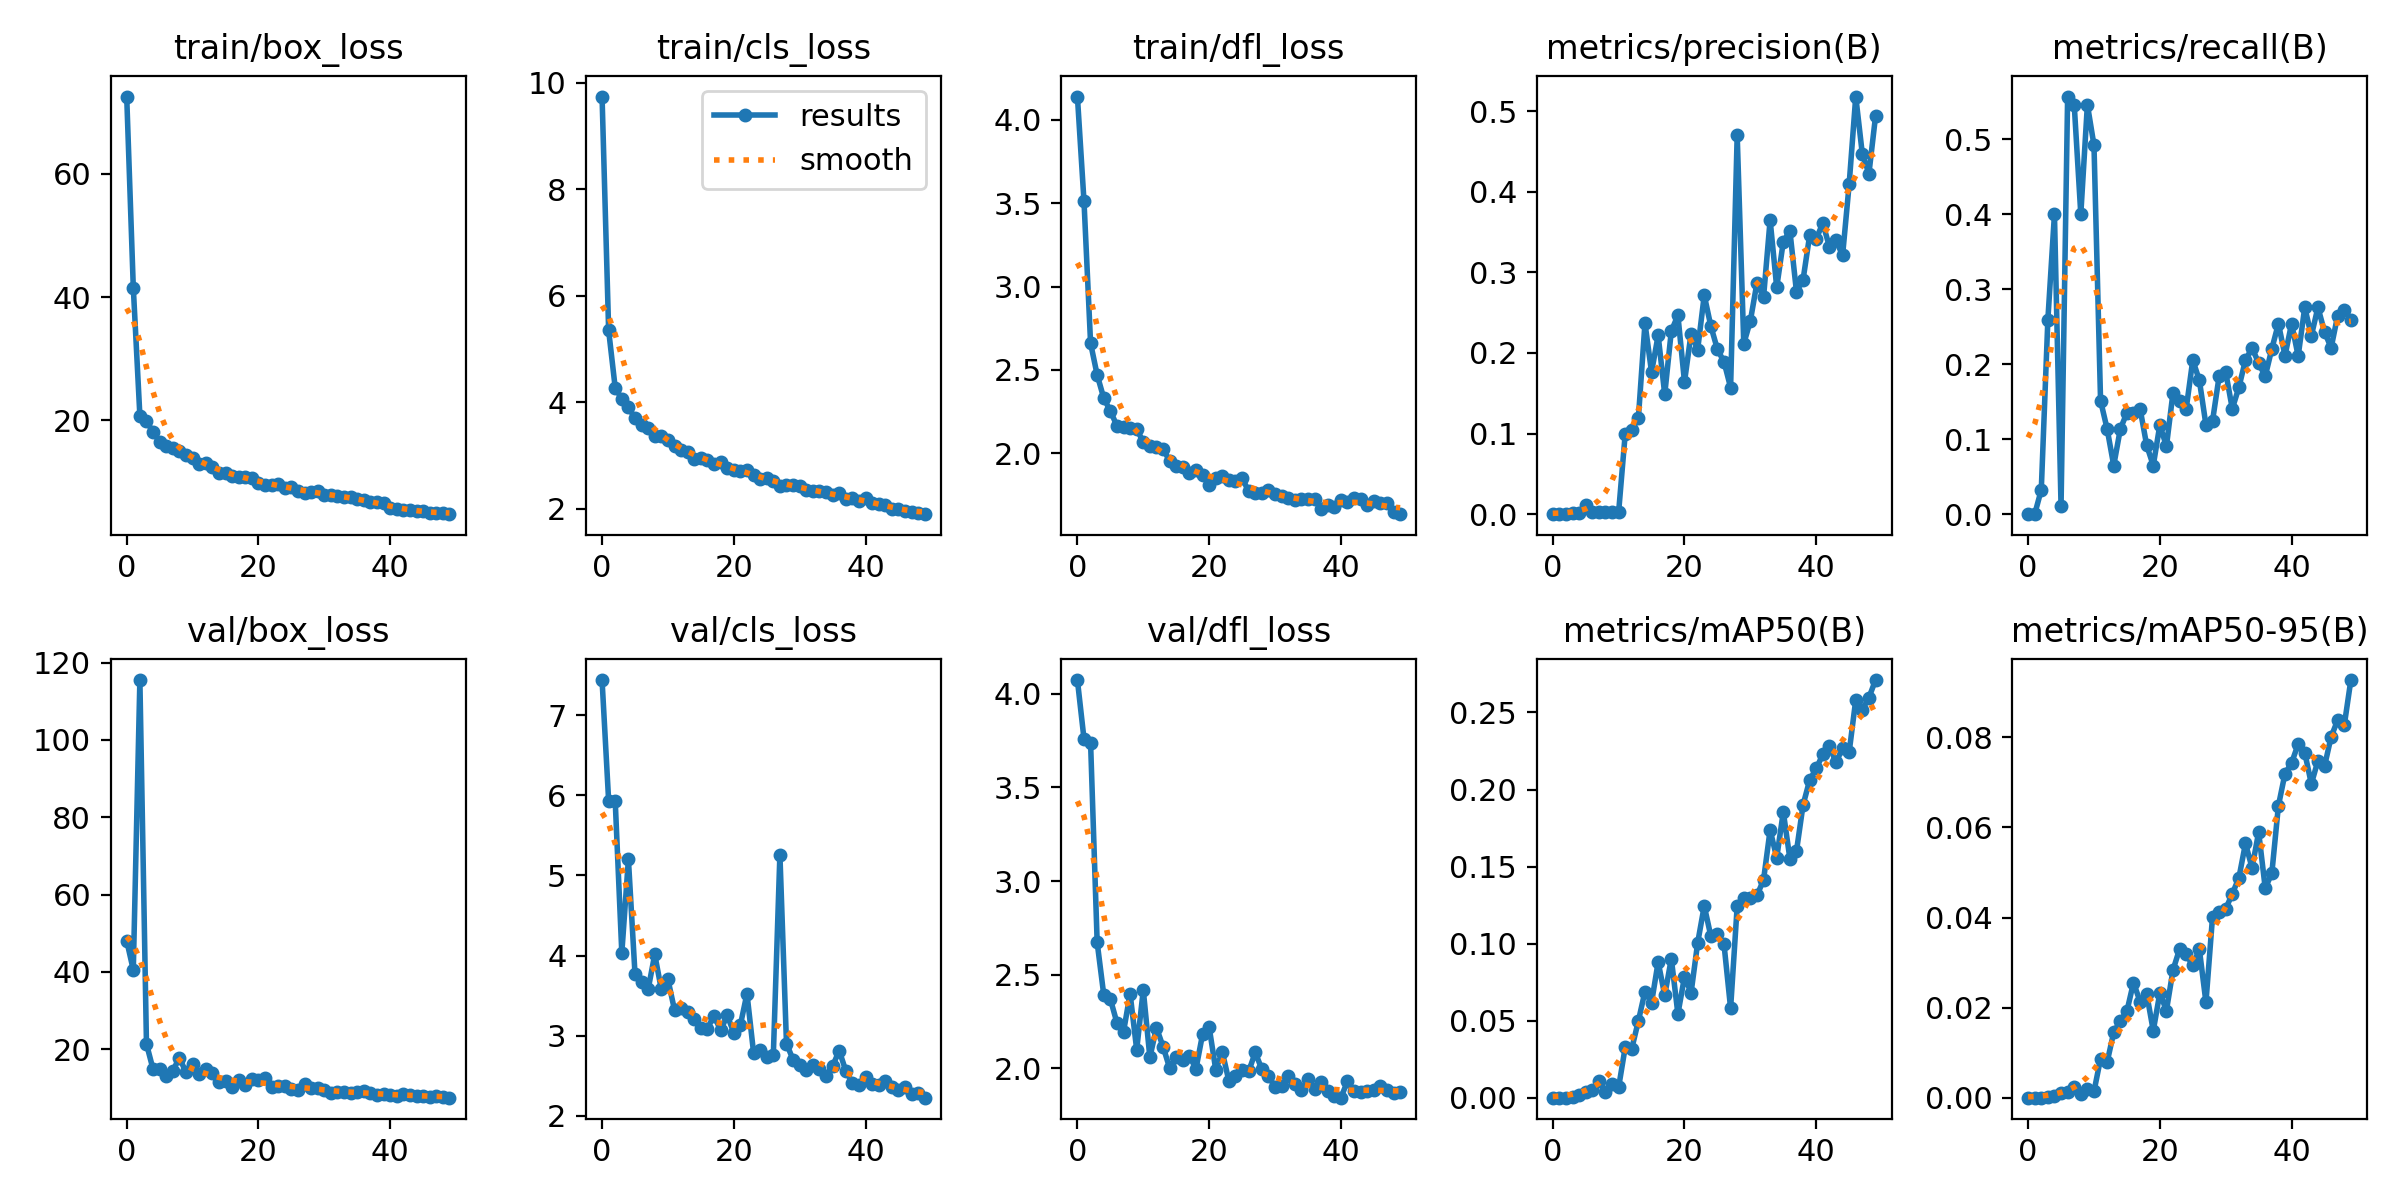 train/box_loss
train/cls_loss
train/dfl_loss
metrics/precision(B)
metrics/recall(B)
60
40
20
0 20 40
10
8
6
4
2
results
smooth
0 20 40
4.0
3.5
3.0
2.5
2.0
0 20 40
0.5
0.4
0.3
0.2
0.1
0.0
0 20 40
0.5
0.4
0.3
0.2
0.1
0.0
0 20 40
val/box_loss
val/cls_loss
val/dfl_loss
metrics/mAP50(B)
metrics/mAP50-95(B)
120
100
80
60
40
20
0 20 40
7
6
5
4
3
2
0 20 40
4.0
3.5
3.0
2.5
2.0
0 20 40
0.25
0.20
0.15
0.10
0.05
0.00
0 20 40
0.08
0.06
0.04
0.02
0.00
0 20 40